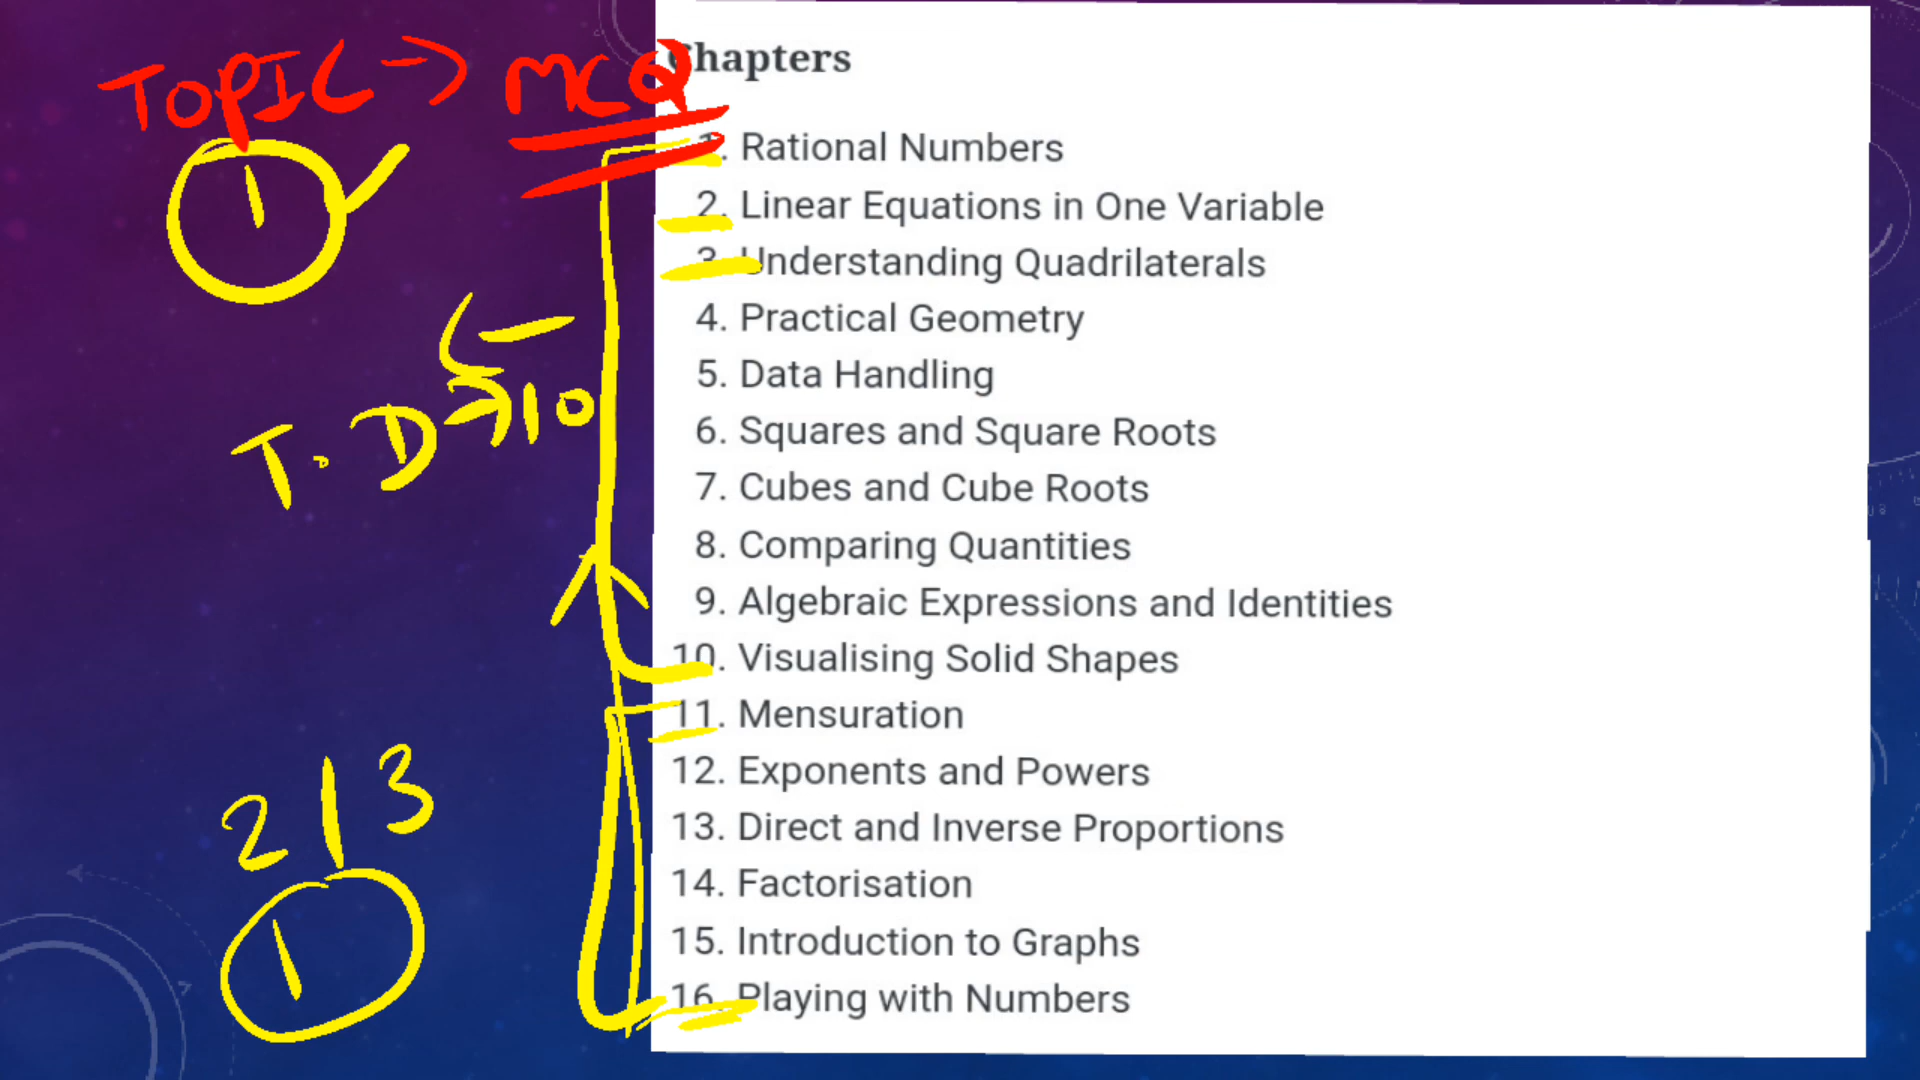 TOPIC → MCQ
Chapters
1. Rational Numbers
1
2. Linear Equations in One Variable
3. Understanding Quadrilaterals
4. Practical Geometry
5. Data Handling
T. D → 10
6. Squares and Square Roots
7. Cubes and Cube Roots
8. Comparing Quantities
9. Algebraic Expressions and Identities
10. Visualising Solid Shapes
11. Mensuration
12. Exponents and Powers
2 | 3
13. Direct and Inverse Proportions
14. Factorisation
15. Introduction to Graphs
1
16. Playing with Numbers